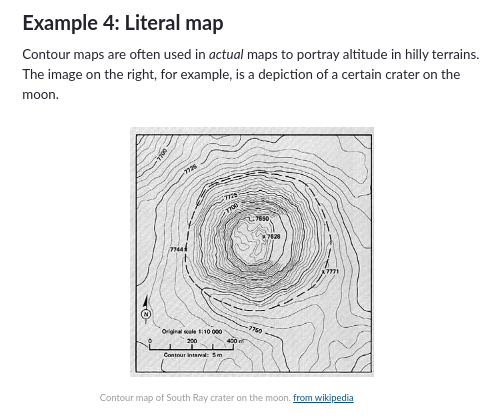 Example 4: Literal map
Contour maps are often used in actual maps to portray altitude in hilly terrains.
The image on the right, for example, is a depiction of a certain crater on the
moon.
7700
7725
7725
7700
7650
7628
7744
7771
N
7750
Original scale 1:10 000
0 200 400 m
Contour interval: 5 m
Contour map of South Ray crater on the moon. from wikipedia